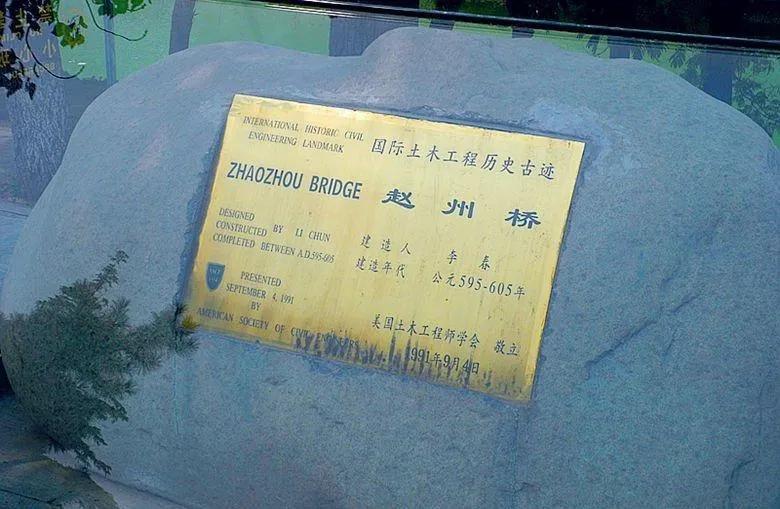 INTERNATIONAL HISTORIC CIVIL
ENGINEERING LANDMARK
国际土木工程历史古迹
ZHAOZHOU BRIDGE
赵州桥
DESIGNED
CONSTRUCTED BY LI CHUN
COMPLETED BETWEEN A.D.595-605
建造人 李春
建造年代 公元595-605年
ASCE
PRESENTED
SEPTEMBER 4, 1991
BY
AMERICAN SOCIETY OF CIVIL ENGINEERS
美国土木工程师学会 敬立
1991年9月4日